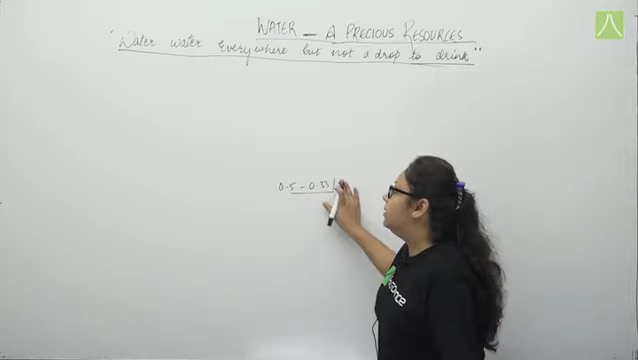 WATER – A PRECIOUS RESOURCES
"Water water everywhere but not a drop to drink"
0.5 – 0.33